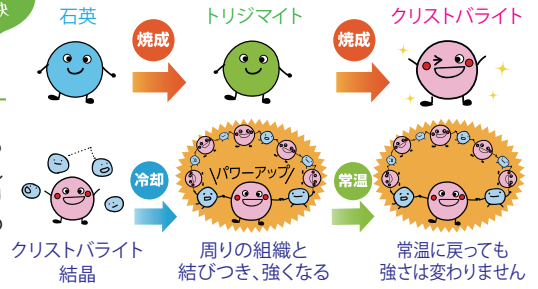 石英
焼成
トリジマイト
焼成
クリストバライト
冷却
\パワーアップ/
常温
クリストバライト
結晶
周りの組織と
結びつき、強くなる
常温に戻っても
強さは変わりません